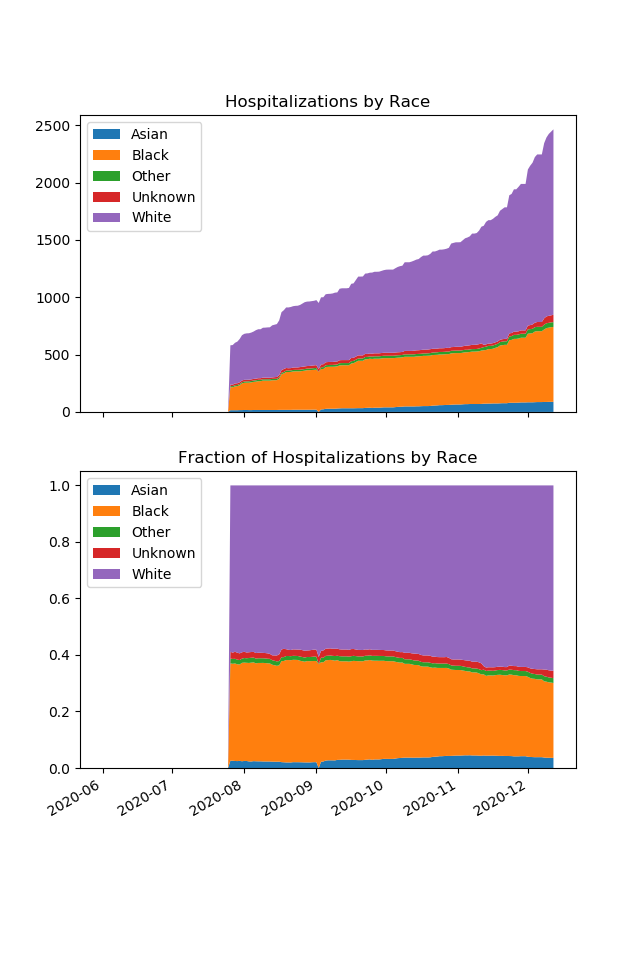 Hospitalizations by Race
2500
2000
1500
1000
500
0
Asian
Black
Other
Unknown
White
Fraction of Hospitalizations by Race
1.0
0.8
0.6
0.4
0.2
0.0
Asian
Black
Other
Unknown
White
2020-06
2020-07
2020-08
2020-09
2020-10
2020-11
2020-12